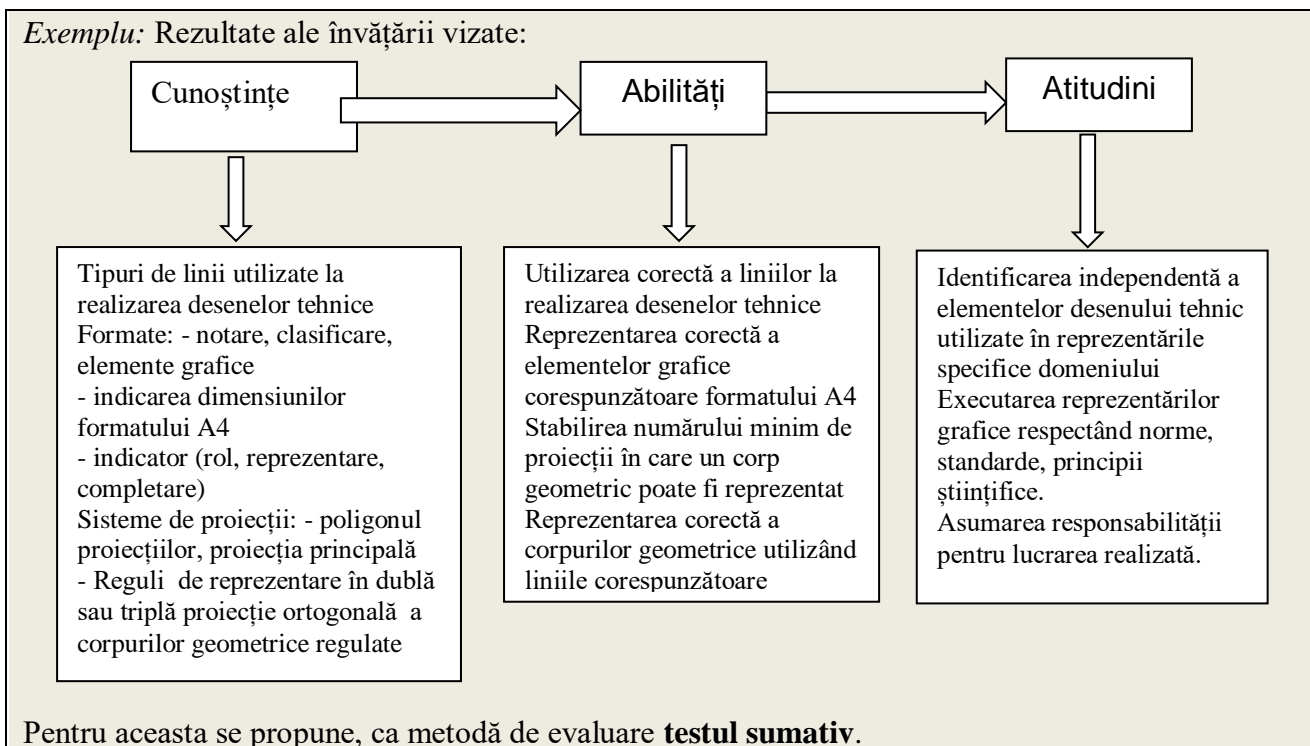 Exemplu: Rezultate ale învățării vizate:
Cunoștințe
Abilități
Atitudini
Tipuri de linii utilizate la
realizarea desenelor tehnice
Formate: - notare, clasificare,
elemente grafice
- indicarea dimensiunilor
formatului A4
- indicator (rol, reprezentare,
completare)
Sisteme de proiecții: - poligonul
proiecțiilor, proiecția principală
- Reguli de reprezentare în dublă
sau triplă proiecție ortogonală a
corpurilor geometrice regulate
Utilizarea corectă a liniilor la
realizarea desenelor tehnice
Reprezentarea corectă a
elementelor grafice
corespunzătoare formatului A4
Stabilirea numărului minim de
proiecții în care un corp
geometric poate fi reprezentat
Reprezentarea corectă a
corpurilor geometrice utilizând
liniile corespunzătoare
Identificarea independentă a
elementelor desenului tehnic
utilizate în reprezentările
specifice domeniului
Executarea reprezentărilor
grafice respectând norme,
standarde, principii
științifice.
Asumarea responsabilității
pentru lucrarea realizată.
Pentru aceasta se propune, ca metodă de evaluare testul sumativ.